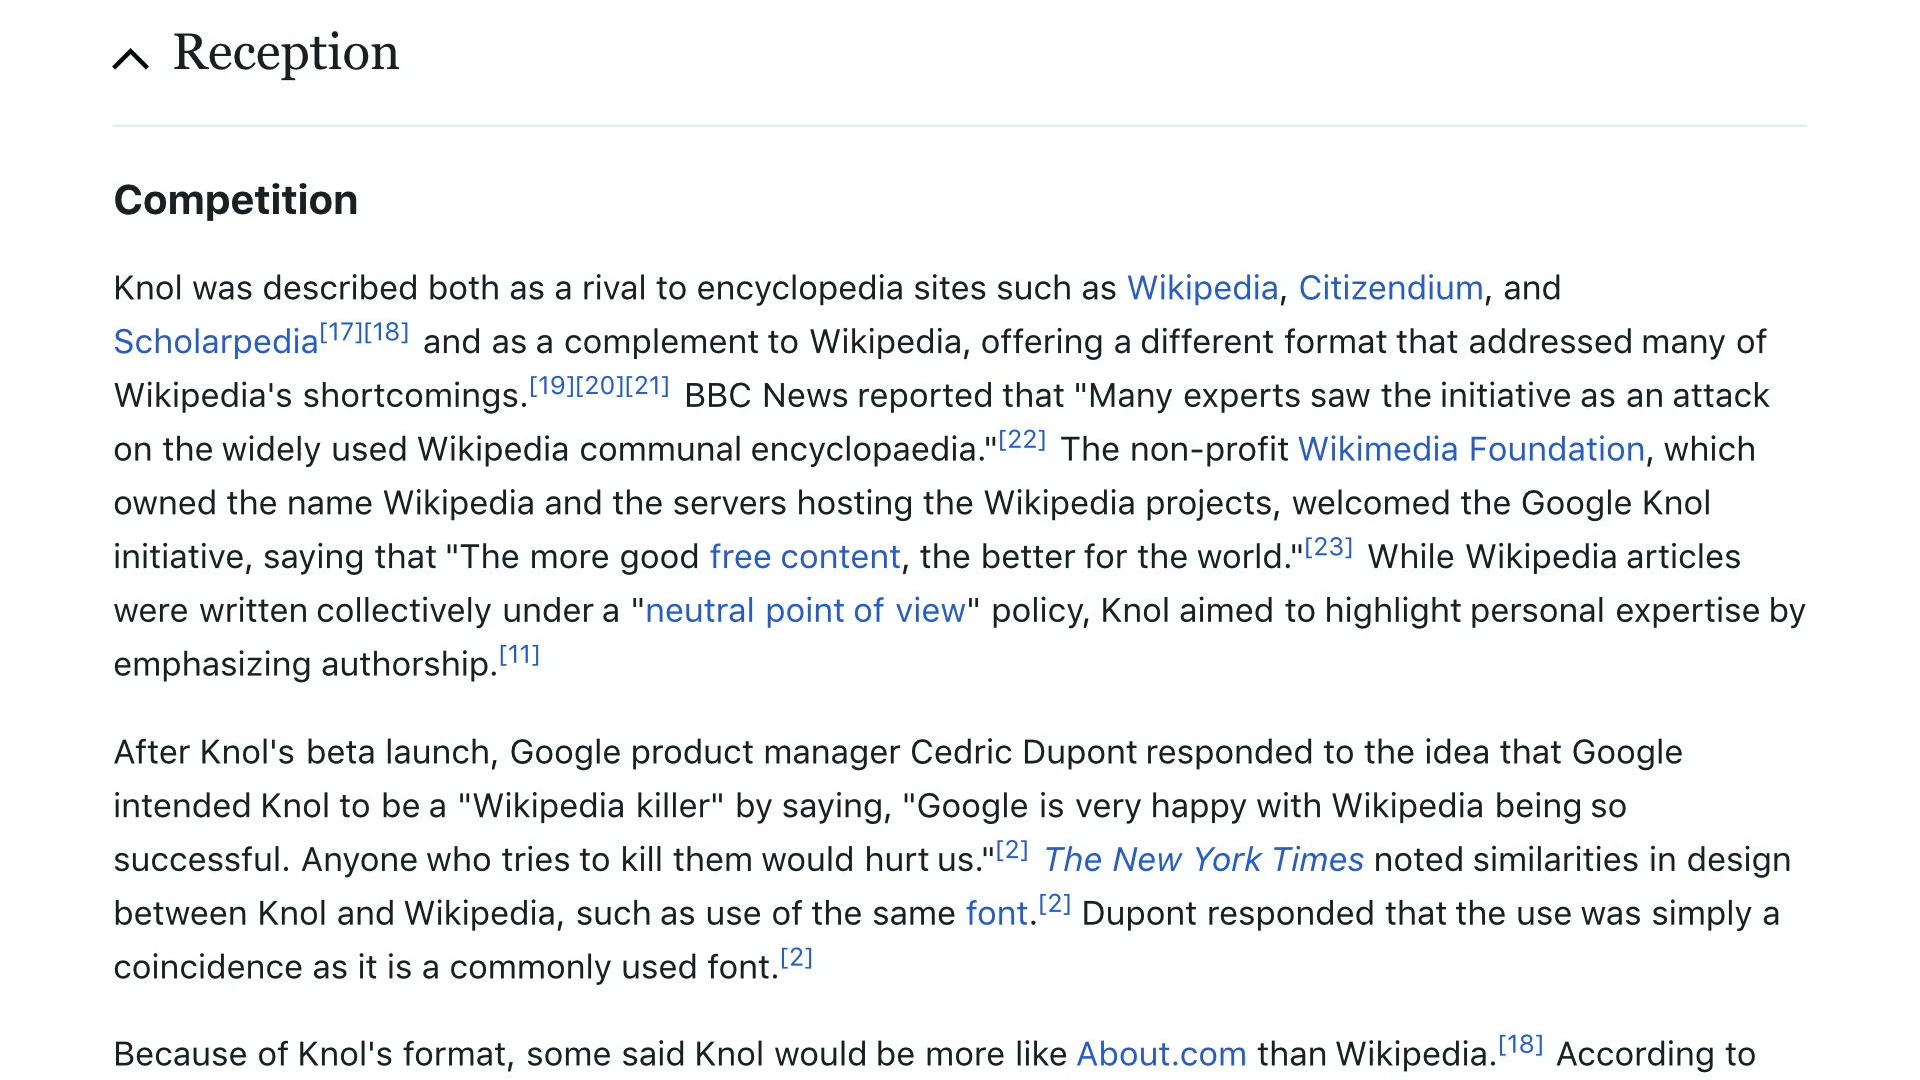 Reception
Competition
Knol was described both as a rival to encyclopedia sites such as Wikipedia, Citizendium, and
Scholarpedia[17][18] and as a complement to Wikipedia, offering a different format that addressed many of
Wikipedia's shortcomings.[19][20][21] BBC News reported that "Many experts saw the initiative as an attack
on the widely used Wikipedia communal encyclopaedia."[22] The non-profit Wikimedia Foundation, which
owned the name Wikipedia and the servers hosting the Wikipedia projects, welcomed the Google Knol
initiative, saying that "The more good free content, the better for the world."[23] While Wikipedia articles
were written collectively under a "neutral point of view" policy, Knol aimed to highlight personal expertise by
emphasizing authorship.[11]
After Knol's beta launch, Google product manager Cedric Dupont responded to the idea that Google
intended Knol to be a "Wikipedia killer" by saying, "Google is very happy with Wikipedia being so
successful. Anyone who tries to kill them would hurt us."[2] The New York Times noted similarities in design
between Knol and Wikipedia, such as use of the same font.[2] Dupont responded that the use was simply a
coincidence as it is a commonly used font.[2]
Because of Knol's format, some said Knol would be more like About.com than Wikipedia.[18] According to